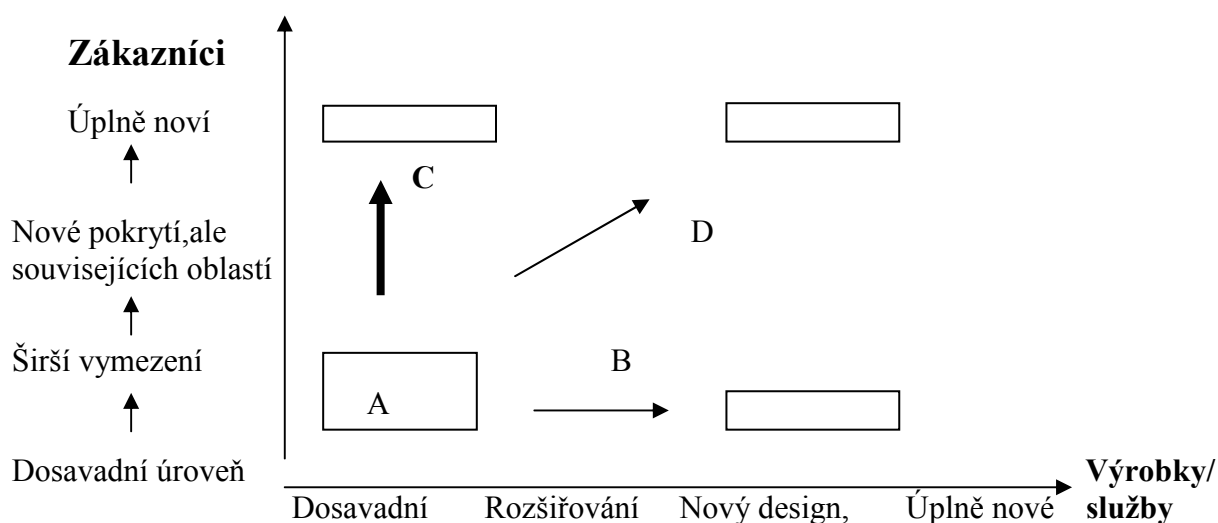 Zákazníci
Úplně noví
C
Nové pokrytí,ale
souvisejících oblastí
D
Širší vymezení
B
A
Dosavadní úroveň
Výrobky/
služby
Dosavadní Rozšiřování Nový design, Úplně nové